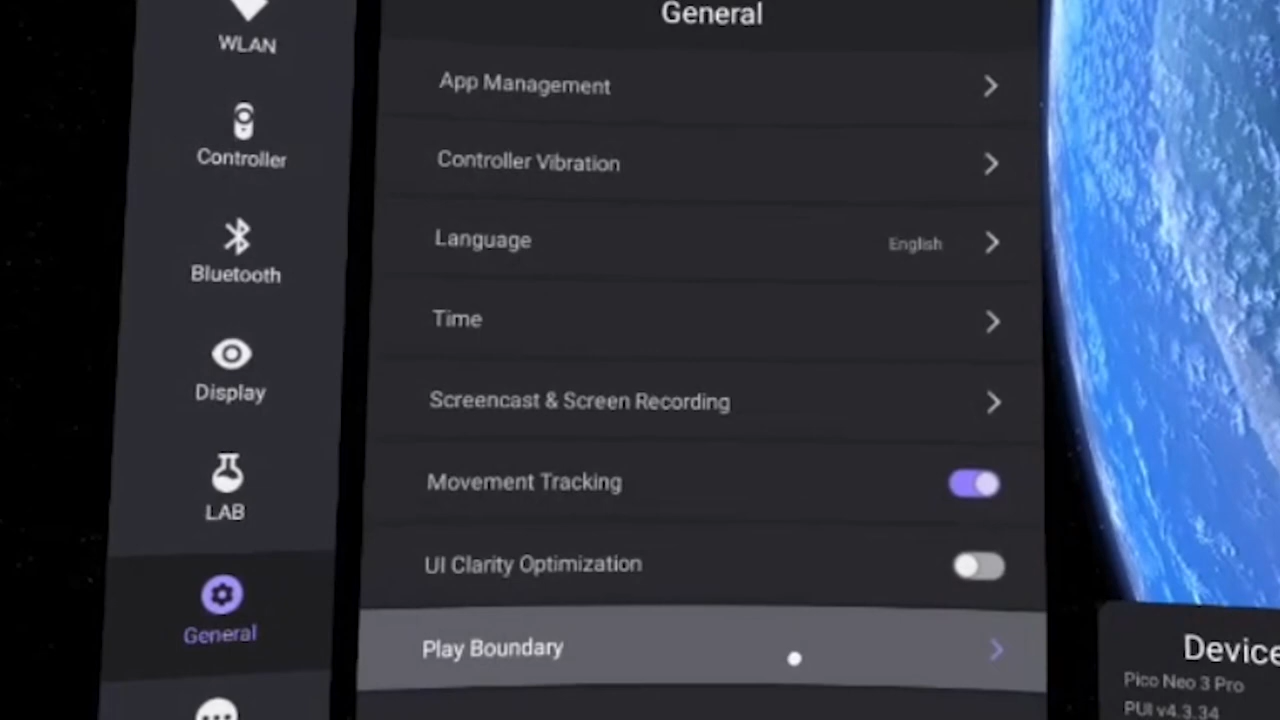 WLAN
Controller
Bluetooth
Display
LAB
General
General
App Management
Controller Vibration
Language
English
Time
Screencast & Screen Recording
Movement Tracking
UI Clarity Optimization
Play Boundary
Device
Pico Neo 3 Pro
PUI v4.3.34